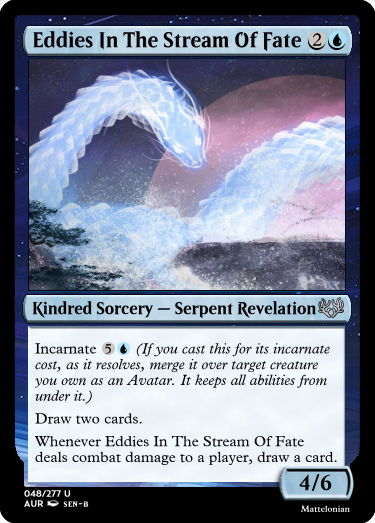 Eddies In The Stream Of Fate 2
Kindred Sorcery — Serpent Revelation
Incarnate 5 (If you cast this for its incarnate
cost, as it resolves, merge it over target creature
you own as an Avatar. It keeps all abilities from
under it.)
Draw two cards.
Whenever Eddies In The Stream Of Fate
deals combat damage to a player, draw a card.
4/6
048/277 U
AUR SEN-B
Mattelonian